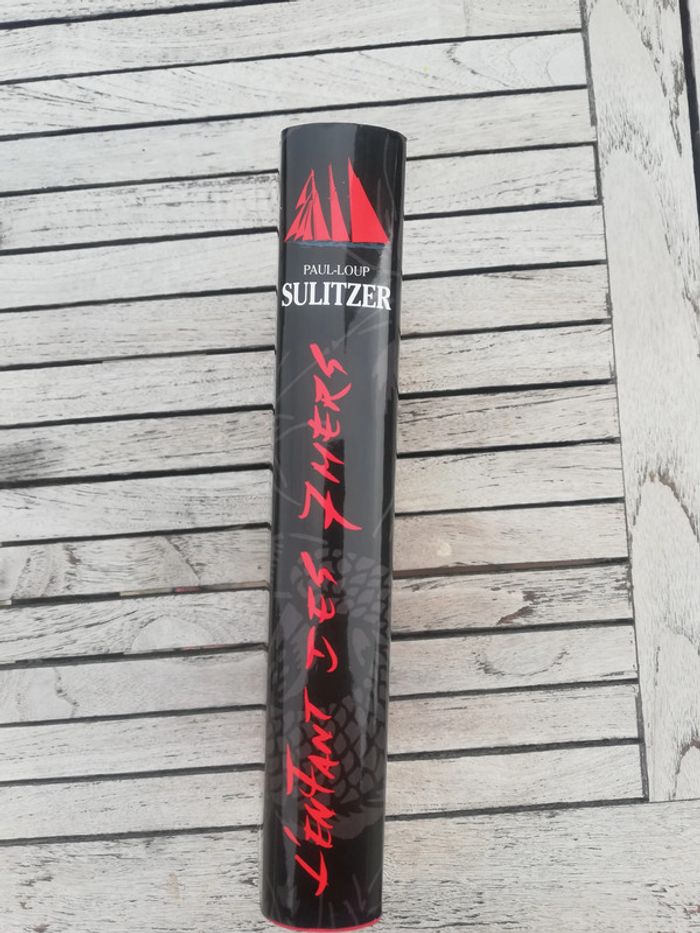 PAUL-LOUP
SULITZER
L'ENFANT DES 7 MERS